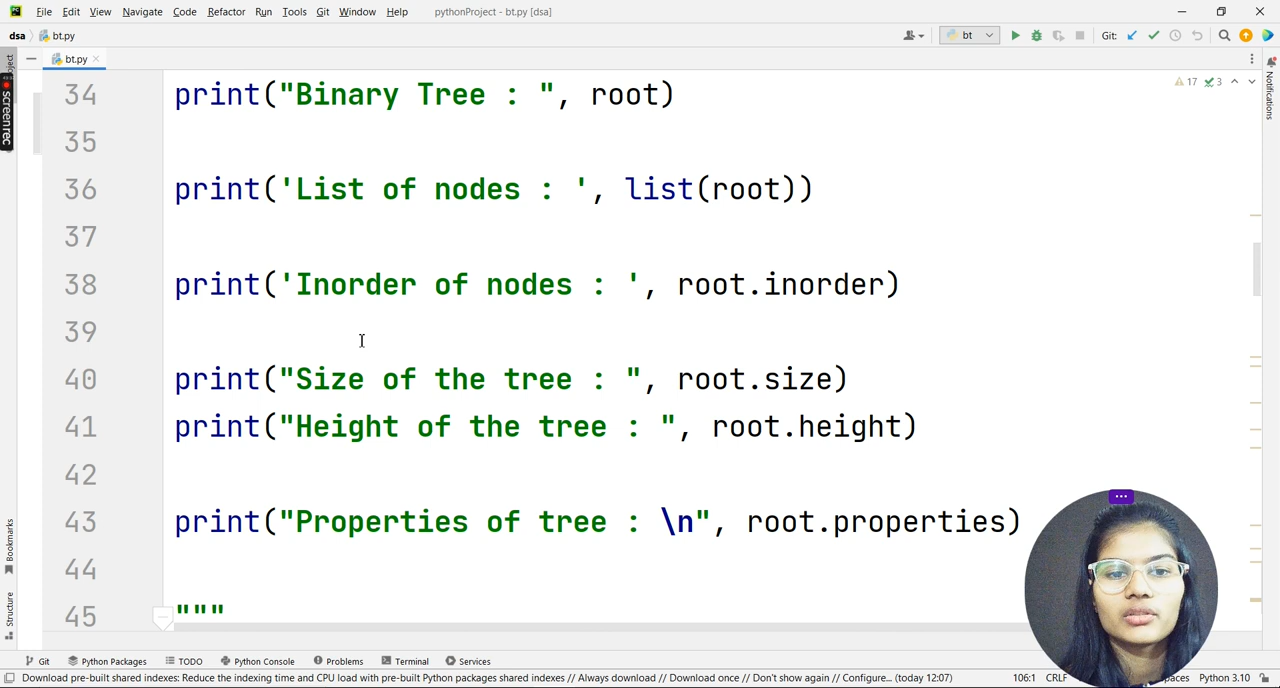 File Edit View Navigate Code Refactor Run Tools Git Window Help pythonProject - bt.py [dsa]
dsa bt.py bt Git:
bt.py
17 3
34 print("Binary Tree : ", root)
35
36 print('List of nodes : ', list(root))
37
38 print('Inorder of nodes : ', root.inorder)
39
40 print("Size of the tree : ", root.size)
41 print("Height of the tree : ", root.height)
42
43 print("Properties of tree : \n", root.properties)
44
45 """
screenrec
Bookmarks
Structure
Notifications
Git Python Packages TODO Python Console Problems Terminal Services
Download pre-built shared indexes: Reduce the indexing time and CPU load with pre-built Python packages shared indexes // Always download // Download once // Don't show again // Configure... (today 12:07) 106:1 CRLF Python 3.10